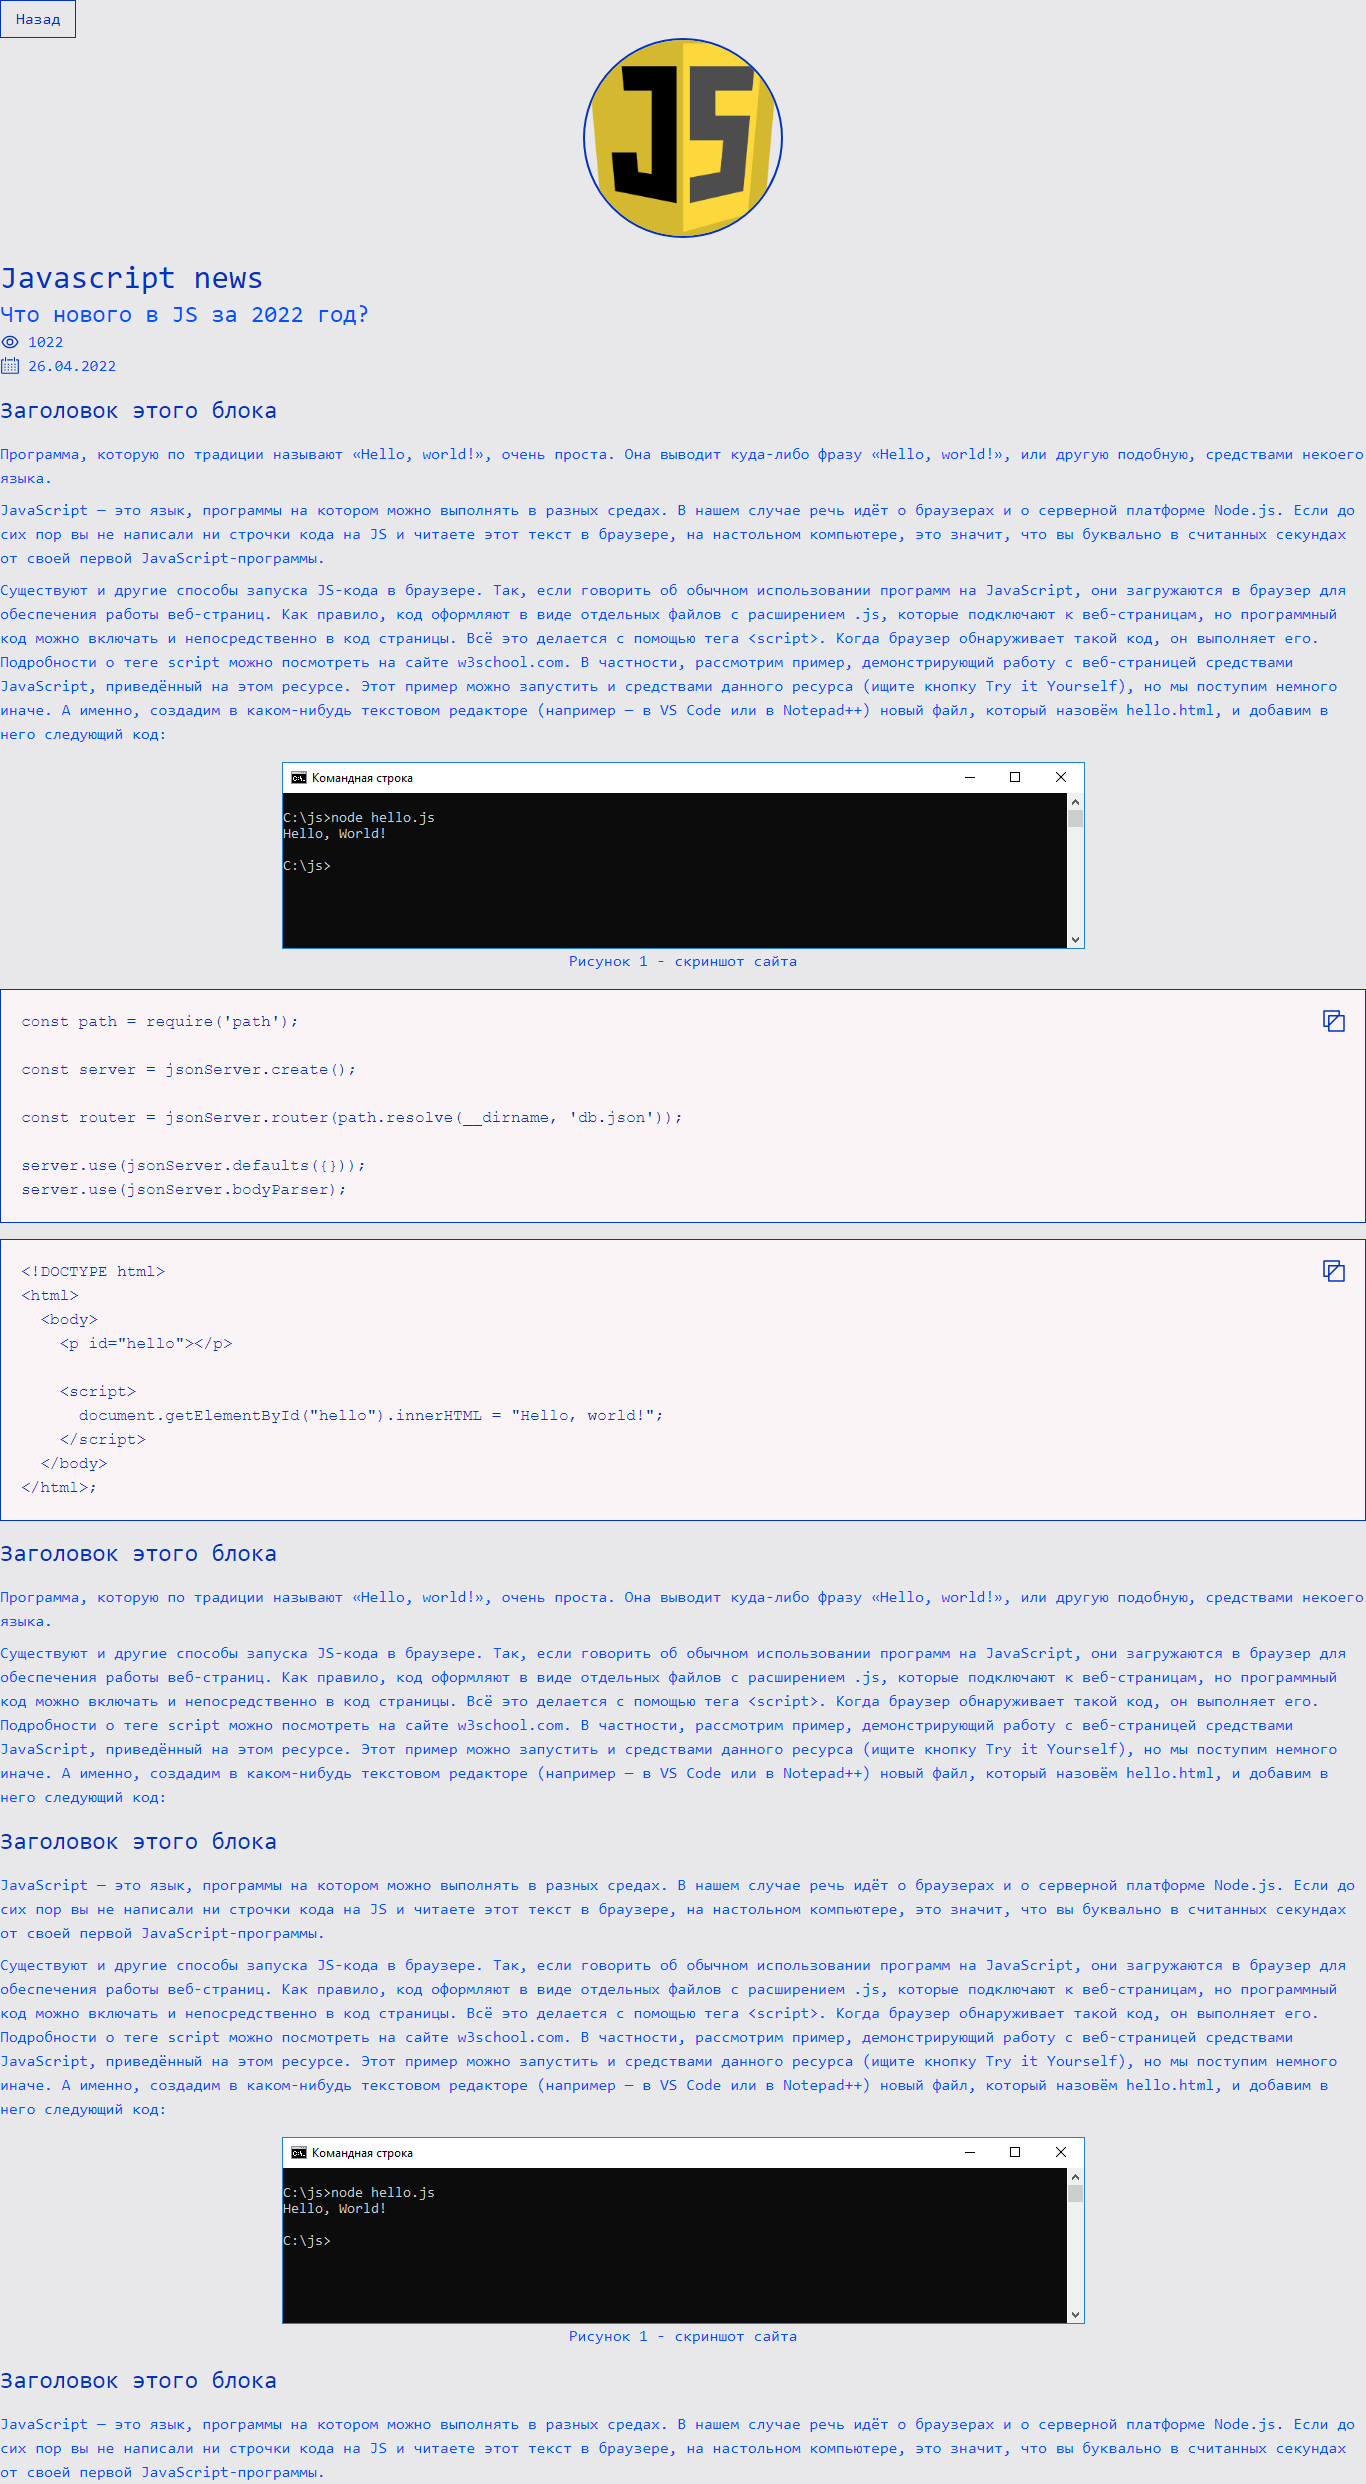 Назад
JS
Javascript news
Что нового в JS за 2022 год?
1022
26.04.2022
Заголовок этого блока
Программа, которую по традиции называют «Hello, world!», очень проста. Она выводит куда-либо фразу «Hello, world!», или другую подобную, средствами некоего
языка.
JavaScript — это язык, программы на котором можно выполнять в разных средах. В нашем случае речь идёт о браузерах и о серверной платформе Node.js. Если до
сих пор вы не написали ни строчки кода на JS и читаете этот текст в браузере, на настольном компьютере, это значит, что вы буквально в считанных секундах
от своей первой JavaScript-программы.
Существуют и другие способы запуска JS-кода в браузере. Так, если говорить об обычном использовании программ на JavaScript, они загружаются в браузер для
обеспечения работы веб-страниц. Как правило, код оформляют в виде отдельных файлов с расширением .js, которые подключают к веб-страницам, но программный
код можно включать и непосредственно в код страницы. Всё это делается с помощью тега <script>. Когда браузер обнаруживает такой код, он выполняет его.
Подробности о теге script можно посмотреть на сайте w3school.com. В частности, рассмотрим пример, демонстрирующий работу с веб-страницей средствами
JavaScript, приведённый на этом ресурсе. Этот пример можно запустить и средствами данного ресурса (ищите кнопку Try it Yourself), но мы поступим немного
иначе. А именно, создадим в каком-нибудь текстовом редакторе (например — в VS Code или в Notepad++) новый файл, который назовём hello.html, и добавим в
него следующий код:
Командная строка
C:\js>node hello.js
Hello, World!
C:\js>
Рисунок 1 - скриншот сайта
const path = require('path');
const server = jsonServer.create();
const router = jsonServer.router(path.resolve(__dirname, 'db.json'));
server.use(jsonServer.defaults({}));
server.use(jsonServer.bodyParser);
<!DOCTYPE html>
<html>
  <body>
    <p id="hello"></p>
    <script>
      document.getElementById("hello").innerHTML = "Hello, world!";
    </script>
  </body>
</html>;
Заголовок этого блока
Программа, которую по традиции называют «Hello, world!», очень проста. Она выводит куда-либо фразу «Hello, world!», или другую подобную, средствами некоего
языка.
Существуют и другие способы запуска JS-кода в браузере. Так, если говорить об обычном использовании программ на JavaScript, они загружаются в браузер для
обеспечения работы веб-страниц. Как правило, код оформляют в виде отдельных файлов с расширением .js, которые подключают к веб-страницам, но программный
код можно включать и непосредственно в код страницы. Всё это делается с помощью тега <script>. Когда браузер обнаруживает такой код, он выполняет его.
Подробности о теге script можно посмотреть на сайте w3school.com. В частности, рассмотрим пример, демонстрирующий работу с веб-страницей средствами
JavaScript, приведённый на этом ресурсе. Этот пример можно запустить и средствами данного ресурса (ищите кнопку Try it Yourself), но мы поступим немного
иначе. А именно, создадим в каком-нибудь текстовом редакторе (например — в VS Code или в Notepad++) новый файл, который назовём hello.html, и добавим в
него следующий код:
Заголовок этого блока
JavaScript — это язык, программы на котором можно выполнять в разных средах. В нашем случае речь идёт о браузерах и о серверной платформе Node.js. Если до
сих пор вы не написали ни строчки кода на JS и читаете этот текст в браузере, на настольном компьютере, это значит, что вы буквально в считанных секундах
от своей первой JavaScript-программы.
Существуют и другие способы запуска JS-кода в браузере. Так, если говорить об обычном использовании программ на JavaScript, они загружаются в браузер для
обеспечения работы веб-страниц. Как правило, код оформляют в виде отдельных файлов с расширением .js, которые подключают к веб-страницам, но программный
код можно включать и непосредственно в код страницы. Всё это делается с помощью тега <script>. Когда браузер обнаруживает такой код, он выполняет его.
Подробности о теге script можно посмотреть на сайте w3school.com. В частности, рассмотрим пример, демонстрирующий работу с веб-страницей средствами
JavaScript, приведённый на этом ресурсе. Этот пример можно запустить и средствами данного ресурса (ищите кнопку Try it Yourself), но мы поступим немного
иначе. А именно, создадим в каком-нибудь текстовом редакторе (например — в VS Code или в Notepad++) новый файл, который назовём hello.html, и добавим в
него следующий код:
Командная строка
C:\js>node hello.js
Hello, World!
C:\js>
Рисунок 1 - скриншот сайта
Заголовок этого блока
JavaScript — это язык, программы на котором можно выполнять в разных средах. В нашем случае речь идёт о браузерах и о серверной платформе Node.js. Если до
сих пор вы не написали ни строчки кода на JS и читаете этот текст в браузере, на настольном компьютере, это значит, что вы буквально в считанных секундах
от своей первой JavaScript-программы.